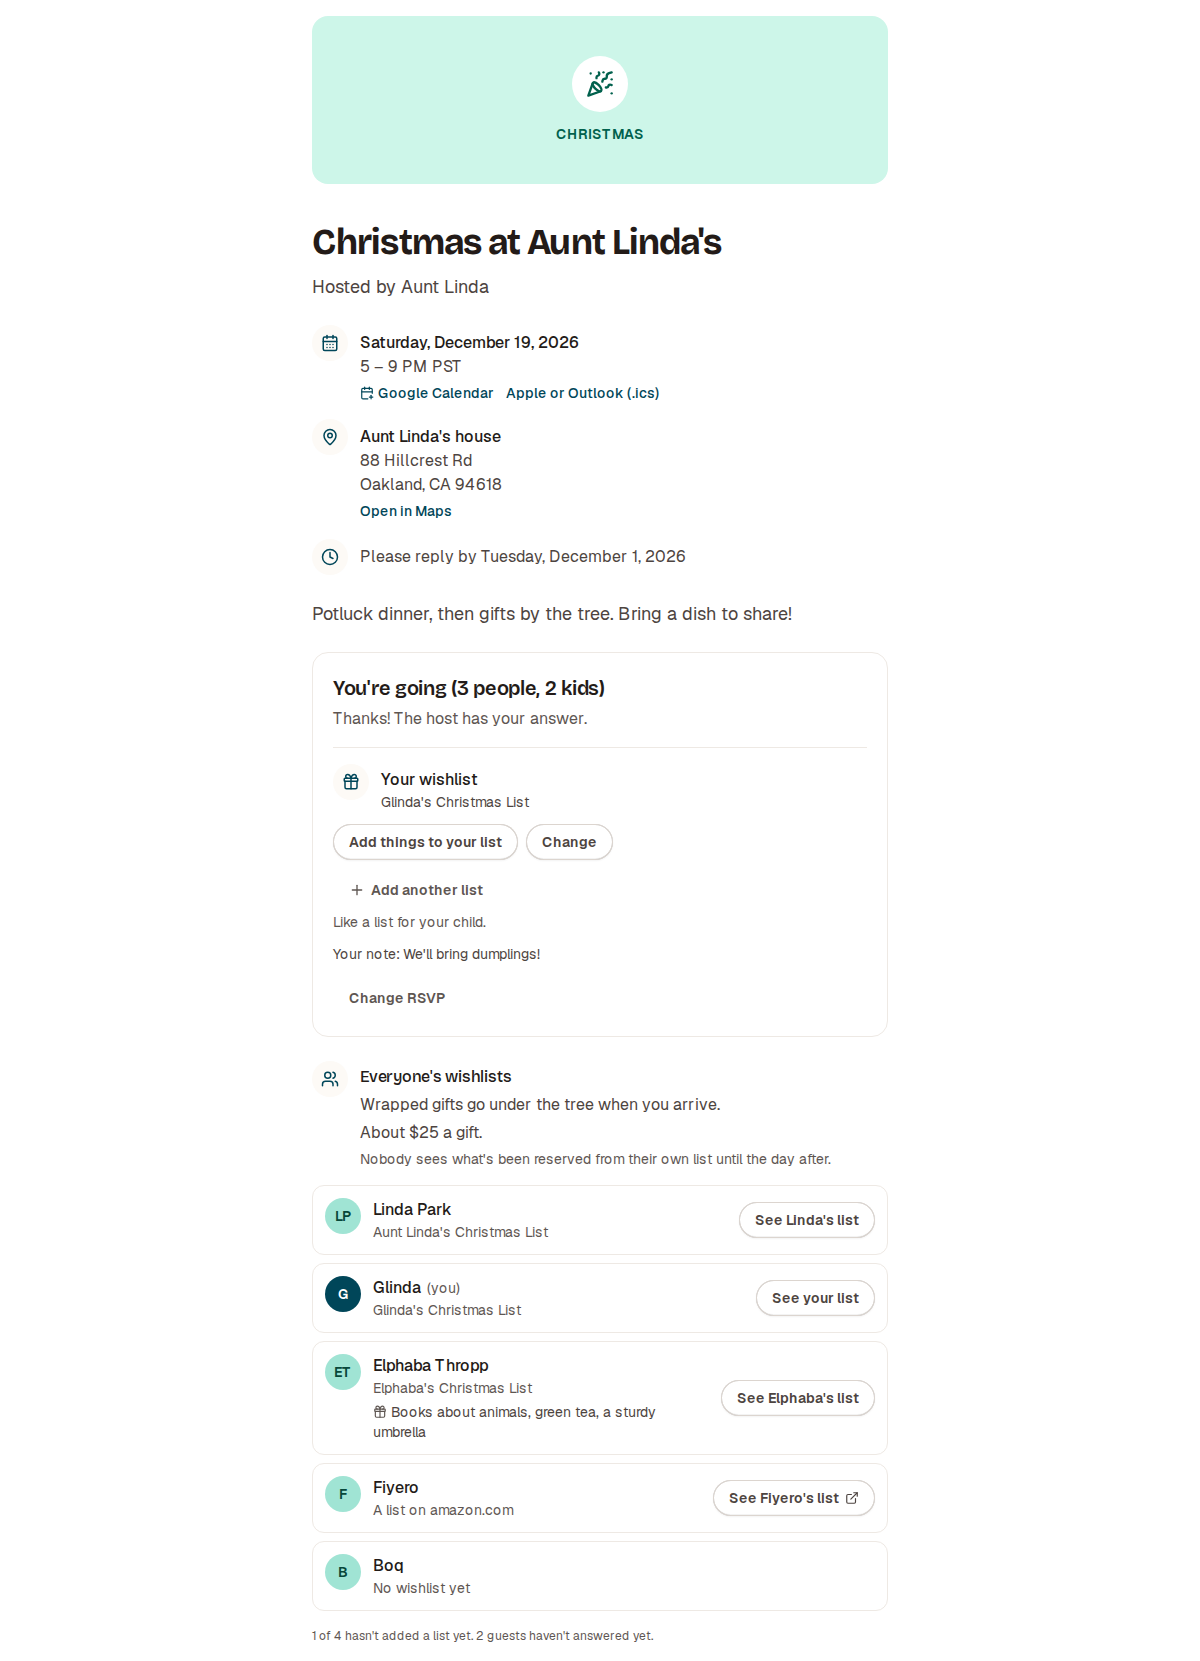 CHRISTMAS
Christmas at Aunt Linda's
Hosted by Aunt Linda
Saturday, December 19, 2026
5 – 9 PM PST
Google Calendar Apple or Outlook (.ics)
Aunt Linda's house
88 Hillcrest Rd
Oakland, CA 94618
Open in Maps
Please reply by Tuesday, December 1, 2026
Potluck dinner, then gifts by the tree. Bring a dish to share!
You're going (3 people, 2 kids)
Thanks! The host has your answer.
Your wishlist
Glinda's Christmas List
Add things to your list Change
Add another list
Like a list for your child.
Your note: We'll bring dumplings!
Change RSVP
Everyone's wishlists
Wrapped gifts go under the tree when you arrive.
About $25 a gift.
Nobody sees what's been reserved from their own list until the day after.
LP Linda Park
Aunt Linda's Christmas List
See Linda's list
G Glinda (you)
Glinda's Christmas List
See your list
ET Elphaba Thropp
Elphaba's Christmas List
Books about animals, green tea, a sturdy
umbrella
See Elphaba's list
F Fiyero
A list on amazon.com
See Fiyero's list
B Boq
No wishlist yet
1 of 4 hasn't added a list yet. 2 guests haven't answered yet.